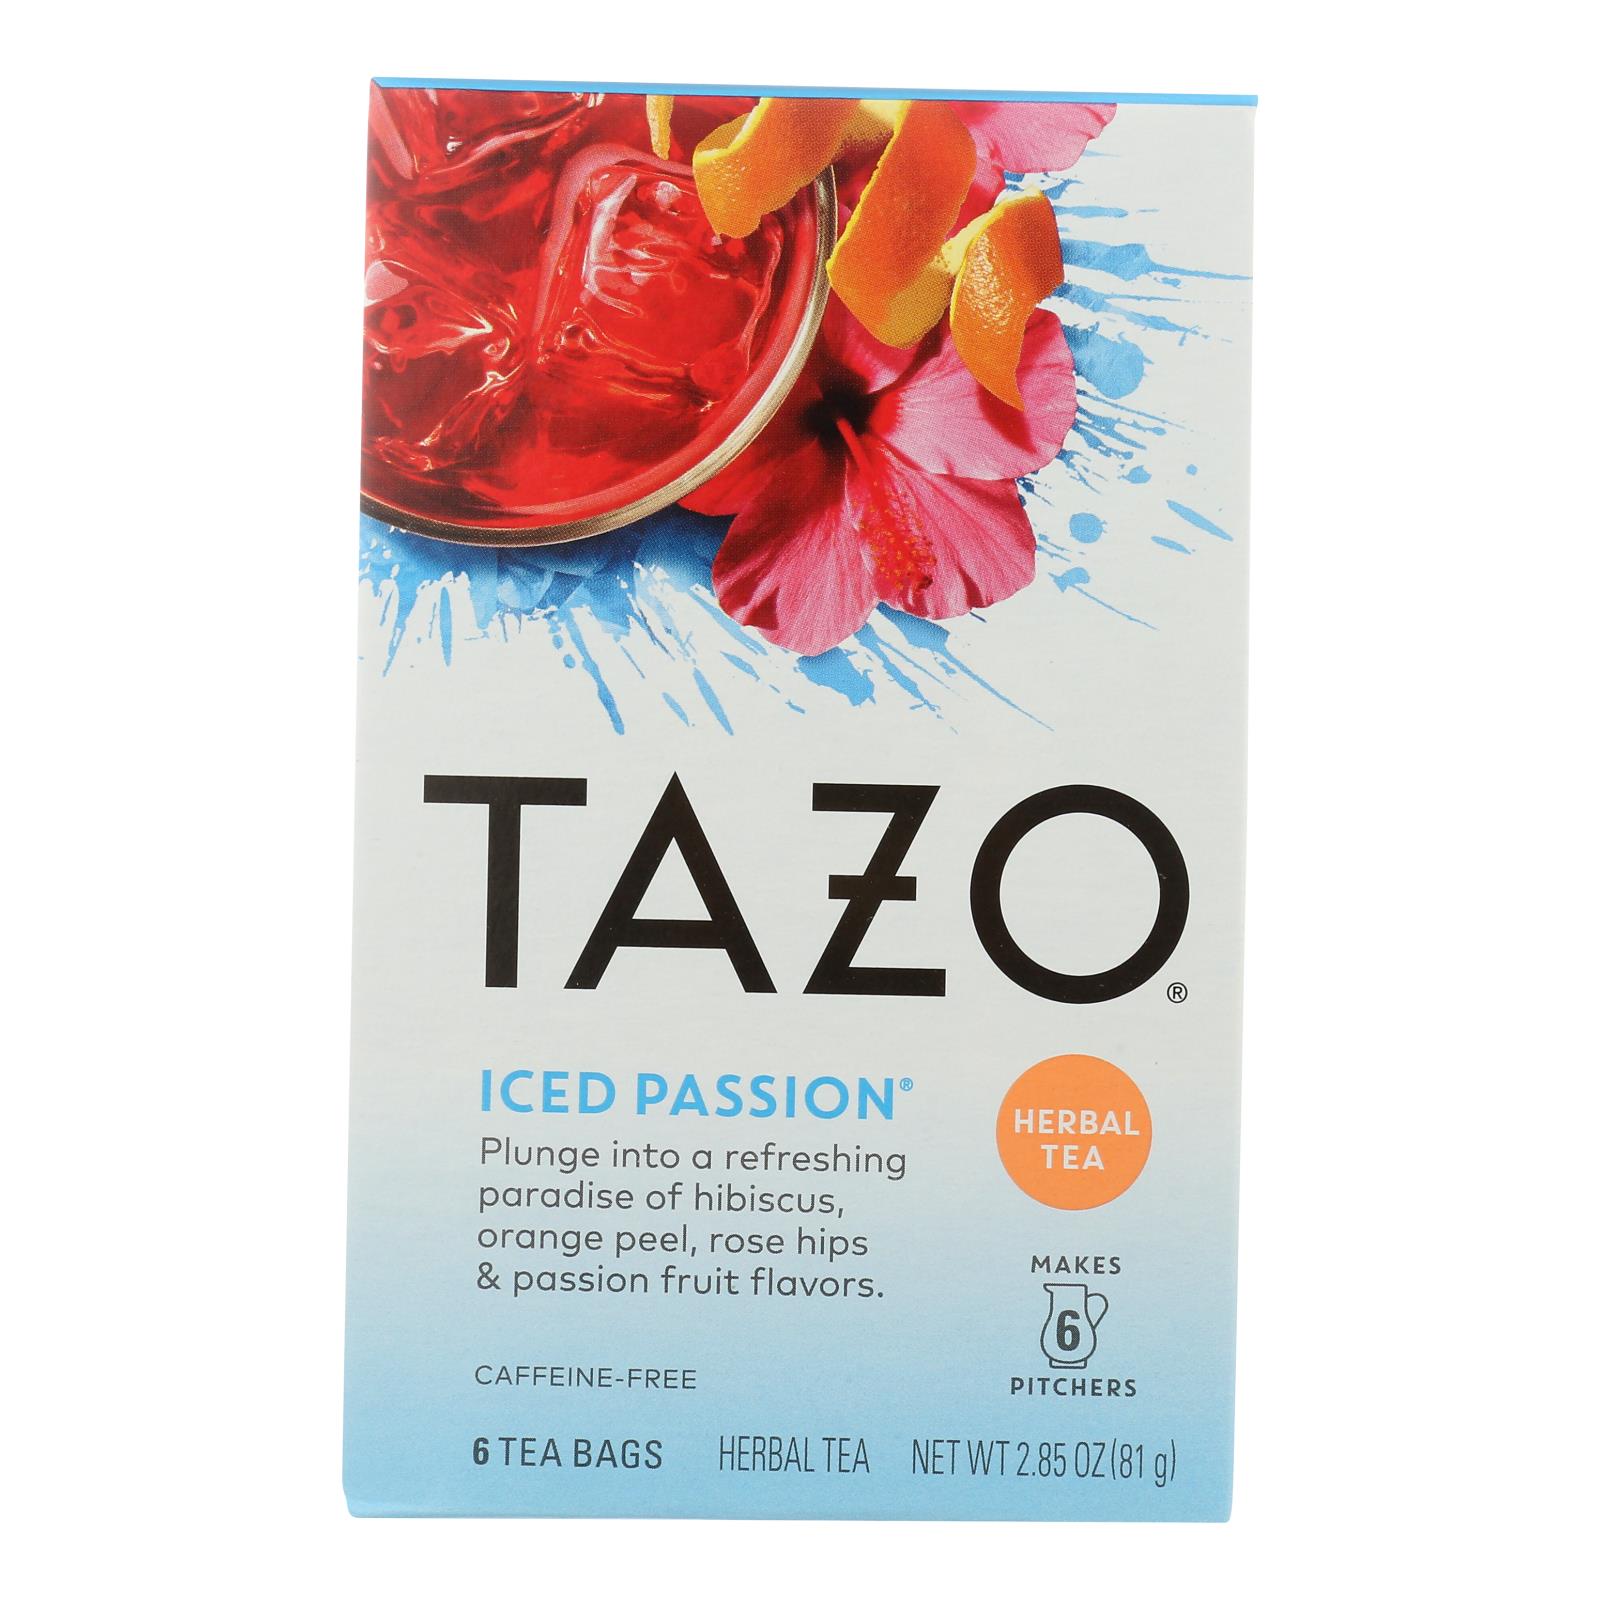 TAZO®
ICED PASSION®
Plunge into a refreshing
paradise of hibiscus,
orange peel, rose hips
& passion fruit flavors.
CAFFEINE-FREE
HERBAL
TEA
MAKES
6
PITCHERS
6 TEA BAGS HERBAL TEA NET WT 2.85 OZ (81 g)